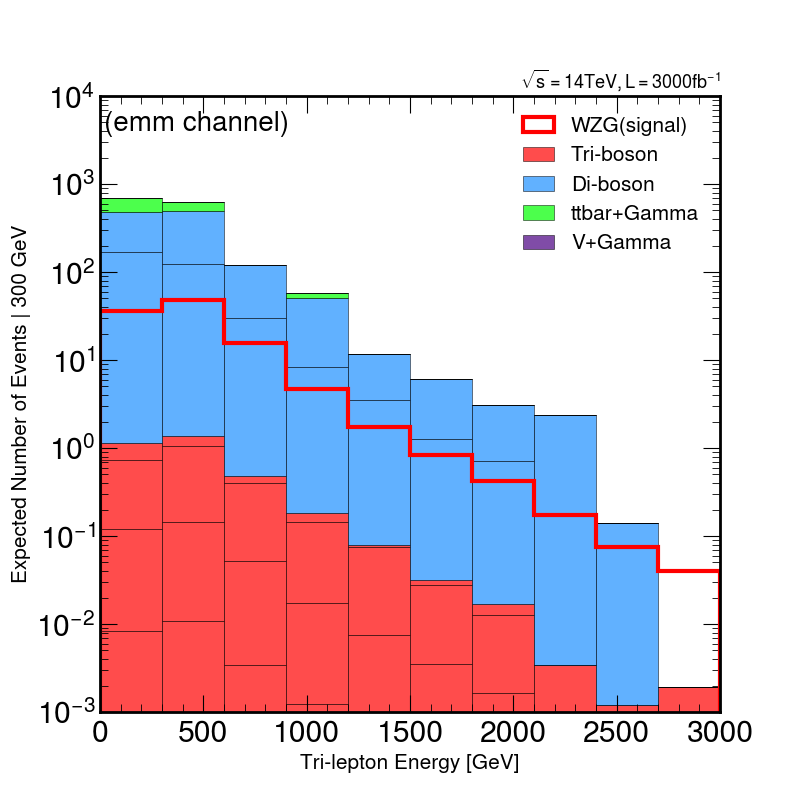 √s = 14TeV, L = 3000fb⁻¹
(emm channel)
WZG(signal)
Tri-boson
Di-boson
ttbar+Gamma
V+Gamma
Expected Number of Events | 300 GeV
10⁴
10³
10²
10¹
10⁰
10⁻¹
10⁻²
10⁻³
0 500 1000 1500 2000 2500 3000
Tri-lepton Energy [GeV]